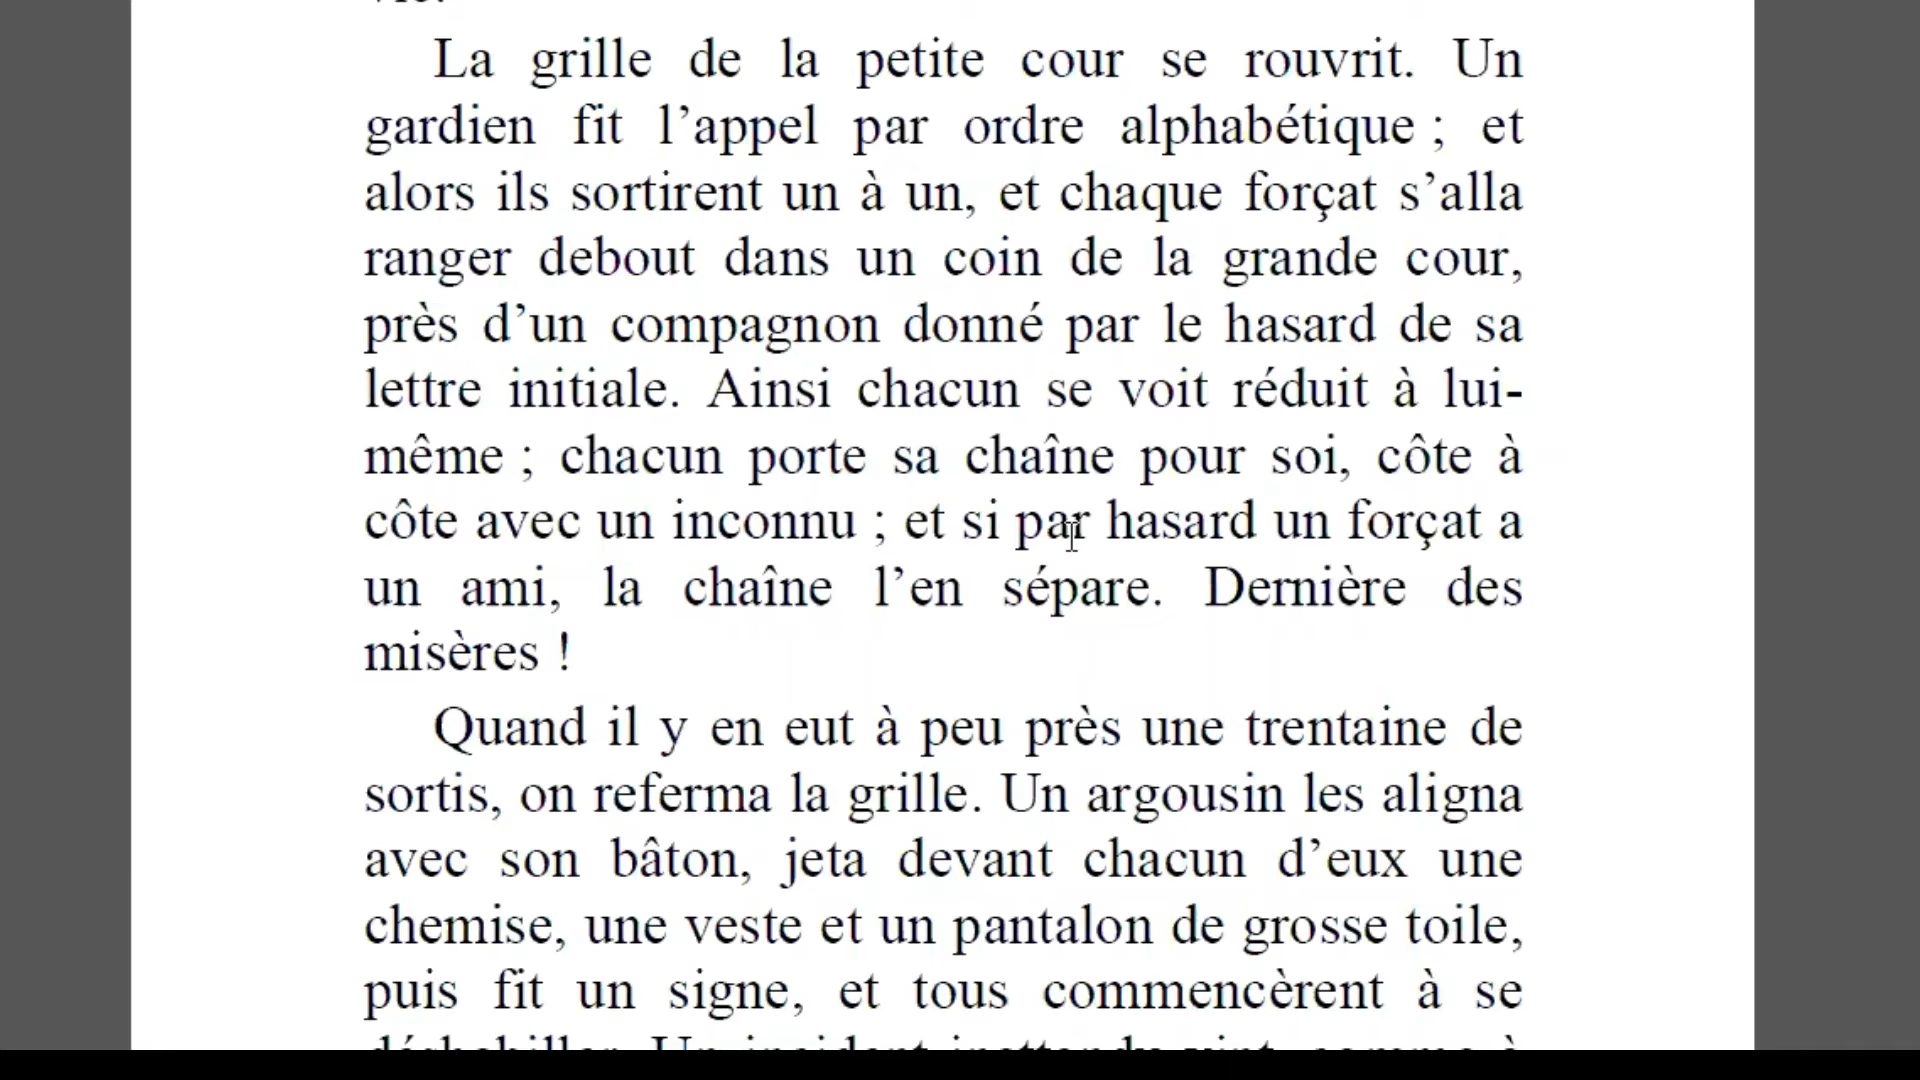 La grille de la petite cour se rouvrit. Un
gardien fit l’appel par ordre alphabétique ; et
alors ils sortirent un à un, et chaque forçat s’alla
ranger debout dans un coin de la grande cour,
près d’un compagnon donné par le hasard de sa
lettre initiale. Ainsi chacun se voit réduit à lui-
même ; chacun porte sa chaîne pour soi, côte à
côte avec un inconnu ; et si par hasard un forçat a
un ami, la chaîne l’en sépare. Dernière des
misères !
Quand il y en eut à peu près une trentaine de
sortis, on referma la grille. Un argousin les aligna
avec son bâton, jeta devant chacun d’eux une
chemise, une veste et un pantalon de grosse toile,
puis fit un signe, et tous commencèrent à se
déshabiller. Un incident inattendu vint, comme à